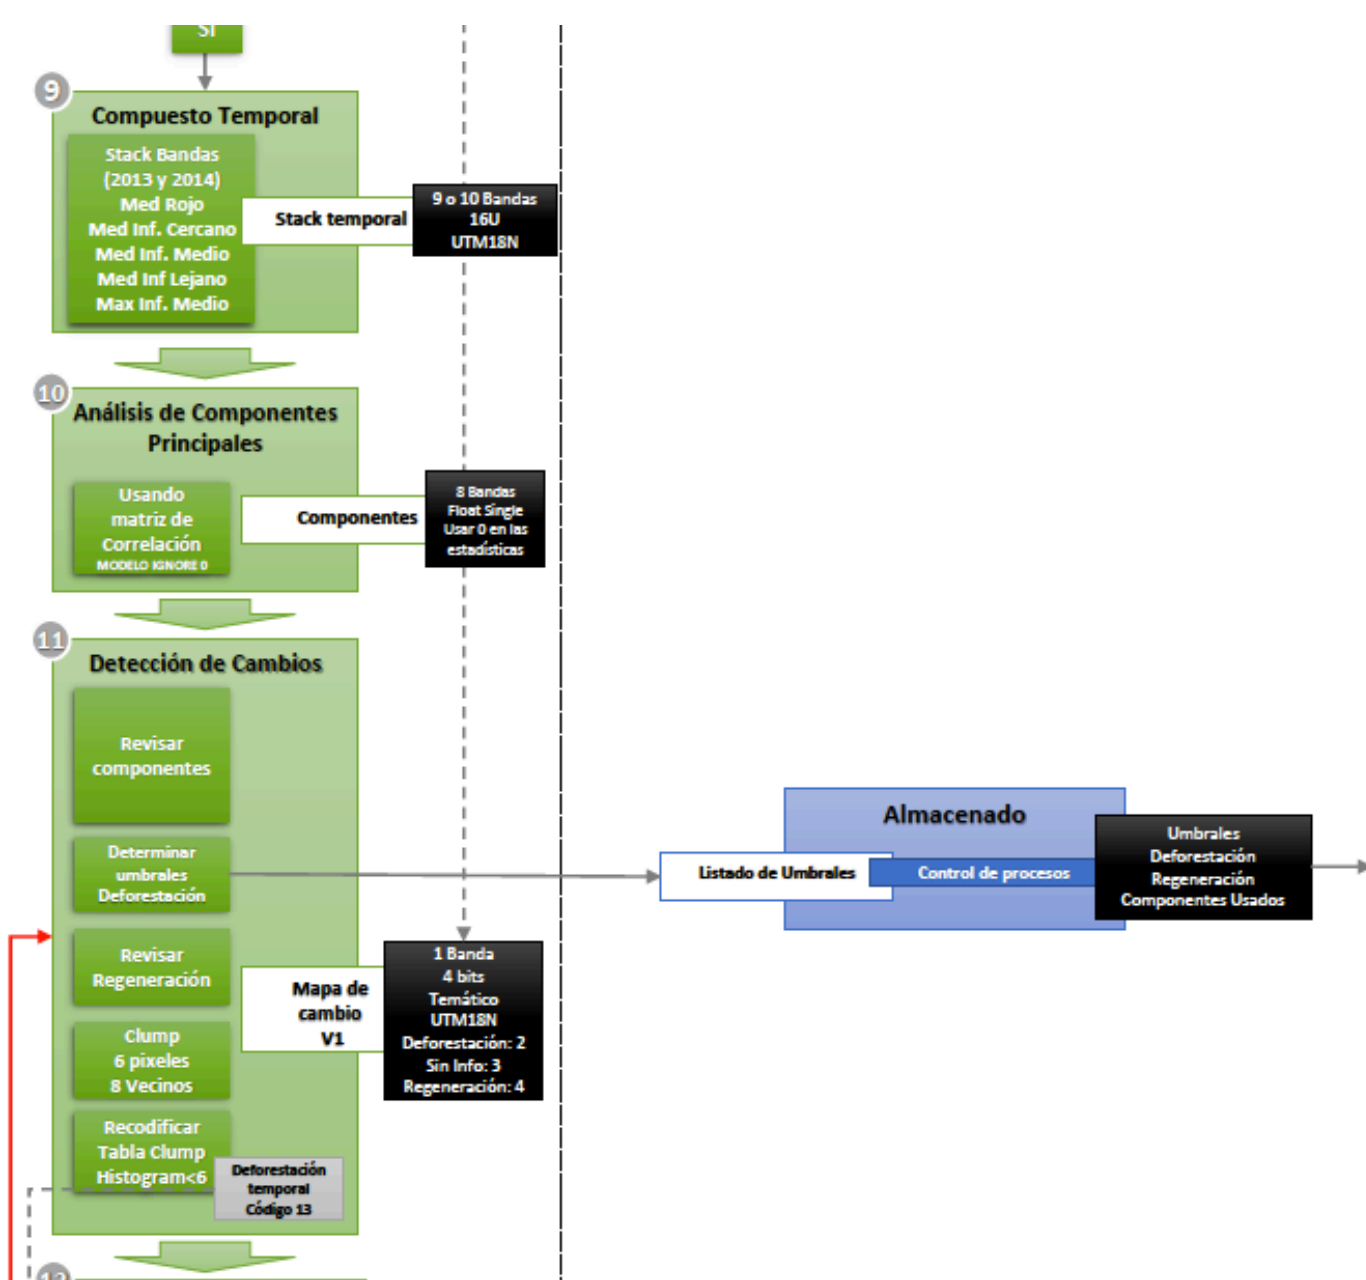 SI
9
Compuesto Temporal
Stack Bandas
(2013 y 2014)
Med Rojo
Med Inf. Cercano
Med Inf. Medio
Med Inf Lejano
Max Inf. Medio
Stack temporal
9 o 10 Bandas
16U
UTM18N
10
Análisis de Componentes
Principales
Usando
matriz de
Correlación
MODELO IGNORE 0
Componentes
8 Bandas
Float Single
Usar 0 en las
estadísticas
11
Detección de Cambios
Revisar
componentes
Determinar
umbrales
Deforestación
Revisar
Regeneración
Clump
6 pixeles
8 Vecinos
Recodificar
Tabla Clump
Histogram<6
Deforestación
temporal
Código 13
Mapa de
cambio
V1
1 Banda
4 bits
Temático
UTM18N
Deforestación: 2
Sin Info: 3
Regeneración: 4
Almacenado
Listado de Umbrales
Control de procesos
Umbrales
Deforestación
Regeneración
Componentes Usados
12